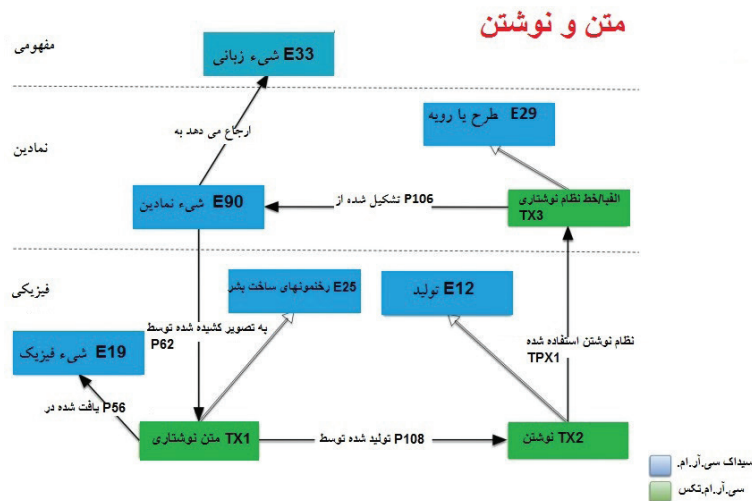 متن و نوشتن
مفهومی
E33 شیء زبانی
ارجاع می دهد به
نمادین
E29 طرح یا رویه
E90 شیء نمادین
P106 تشکیل شده از
الفبا/خط نظام نوشتاری
TX3
فیزیکی
E25 رخنمونهای ساخت بشر
E12 تولید
به تصویر کشیده شده توسط
P62
نظام نوشتن استفاده شده
TPX1
E19 شیء فیزیک
P56 یافت شده در
TX1 متن نوشتاری
P108 تولید شده توسط
TX2 نوشتن
سیداک سی.آر.ام.
سی.آر.ام.تکس